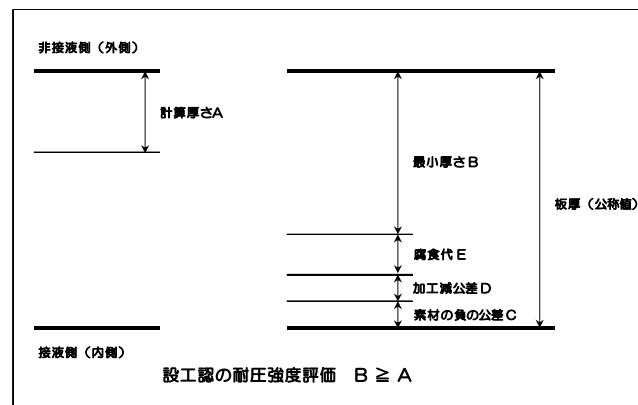 非接液側（外側）
計算厚さA
最小厚さB
板厚（公称値）
腐食代E
加工減公差D
素材の負の公差C
接液側（内側）
設工認の耐圧強度評価　B ≧ A